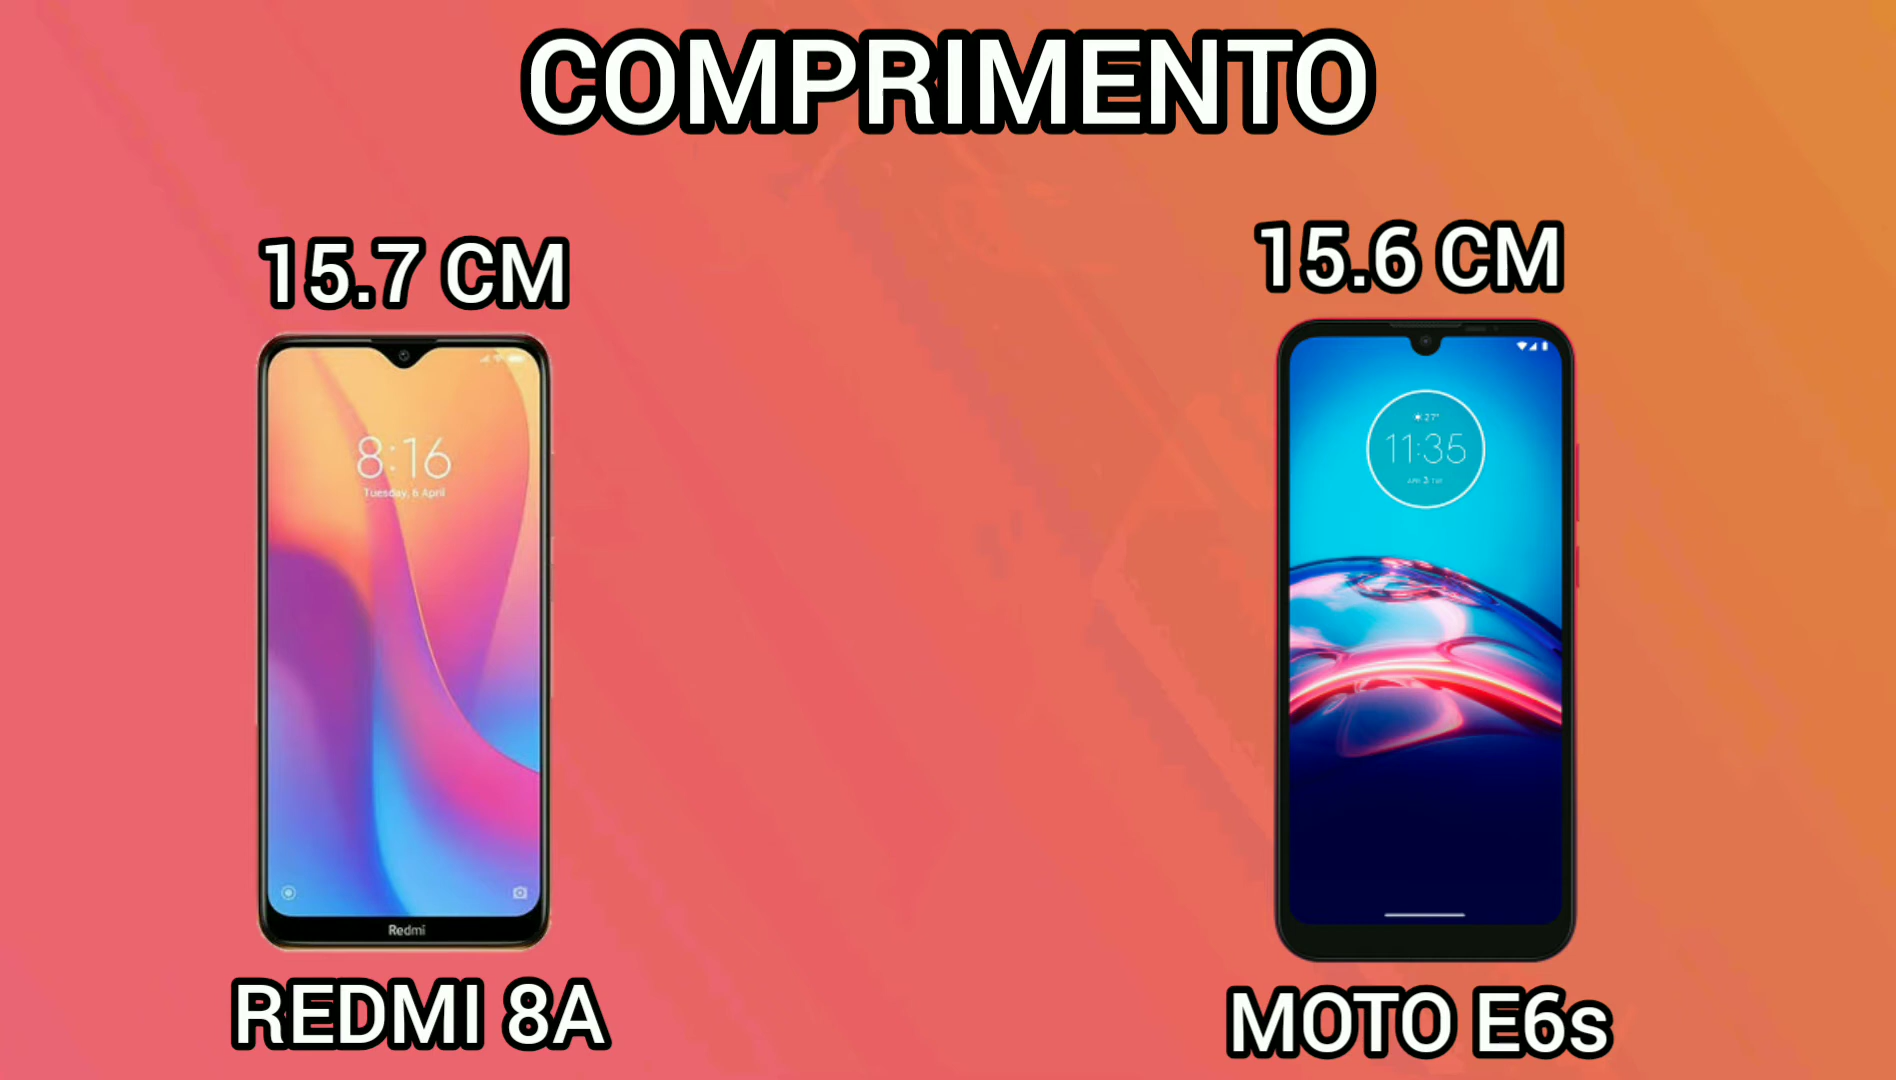 COMPRIMENTO
15.7 CM
15.6 CM
8:16
Tuesday, 6 April
27°
11:35
Redmi
REDMI 8A
MOTO E6s